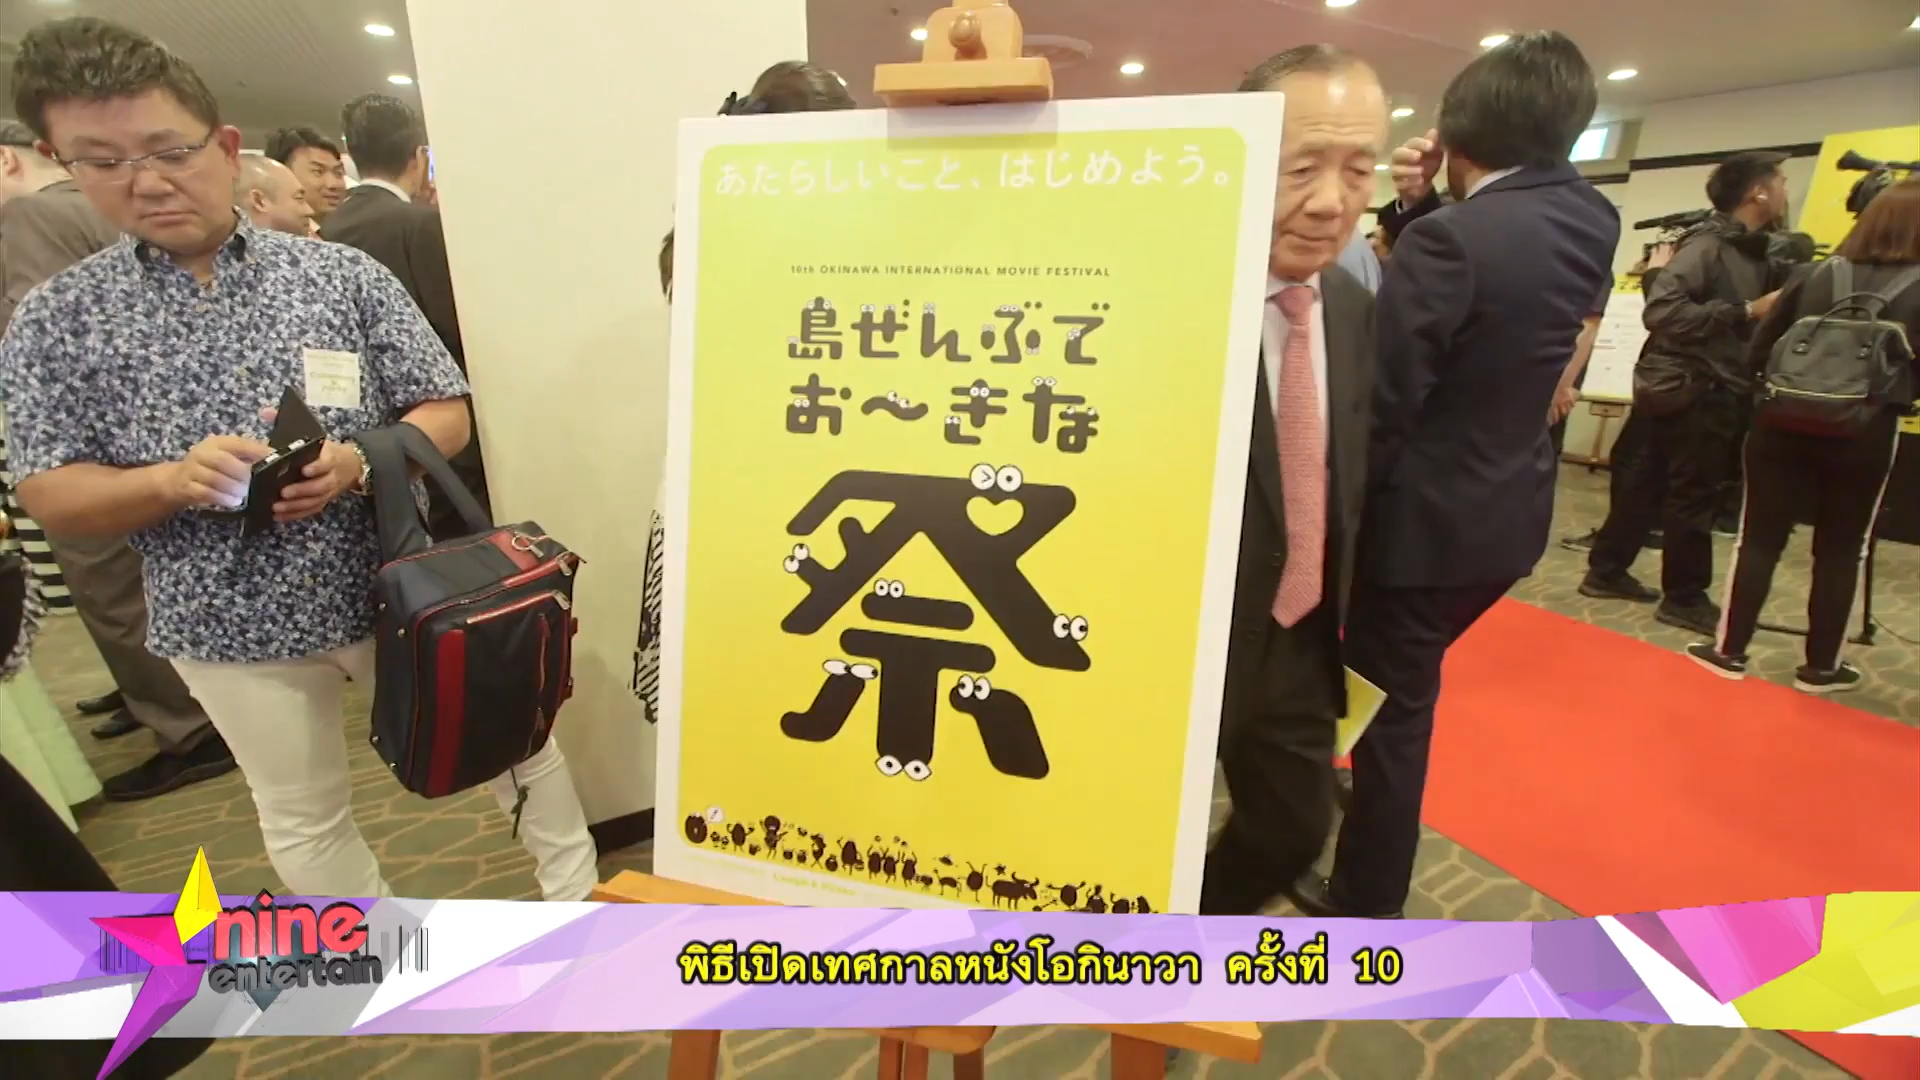 あたらしいこと、はじめよう。
10th OKINAWA INTERNATIONAL MOVIE FESTIVAL
島ぜんぶで
お～きな
祭
nine
entertain
พิธีเปิดเทศกาลหนังโอกินาวา ครั้งที่ 10